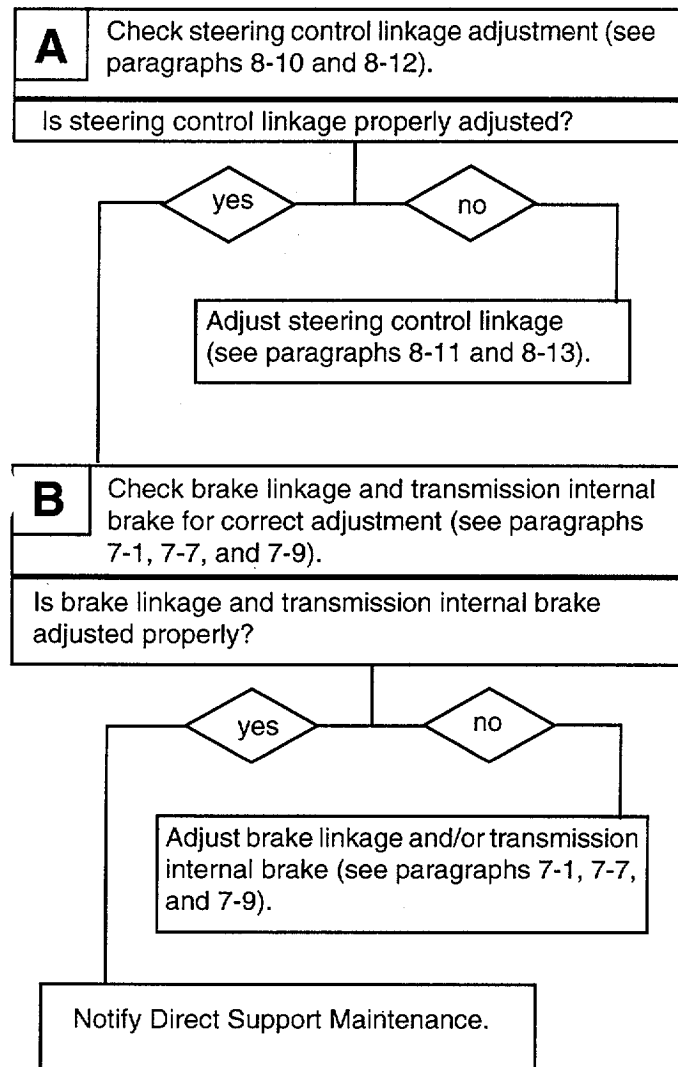 A
Check steering control linkage adjustment (see
paragraphs 8-10 and 8-12).
Is steering control linkage properly adjusted?
yes
no
Adjust steering control linkage
(see paragraphs 8-11 and 8-13).
B
Check brake linkage and transmission internal
brake for correct adjustment (see paragraphs
7-1, 7-7, and 7-9).
Is brake linkage and transmission internal brake
adjusted properly?
yes
no
Adjust brake linkage and/or transmission
internal brake (see paragraphs 7-1, 7-7,
and 7-9).
Notify Direct Support Maintenance.